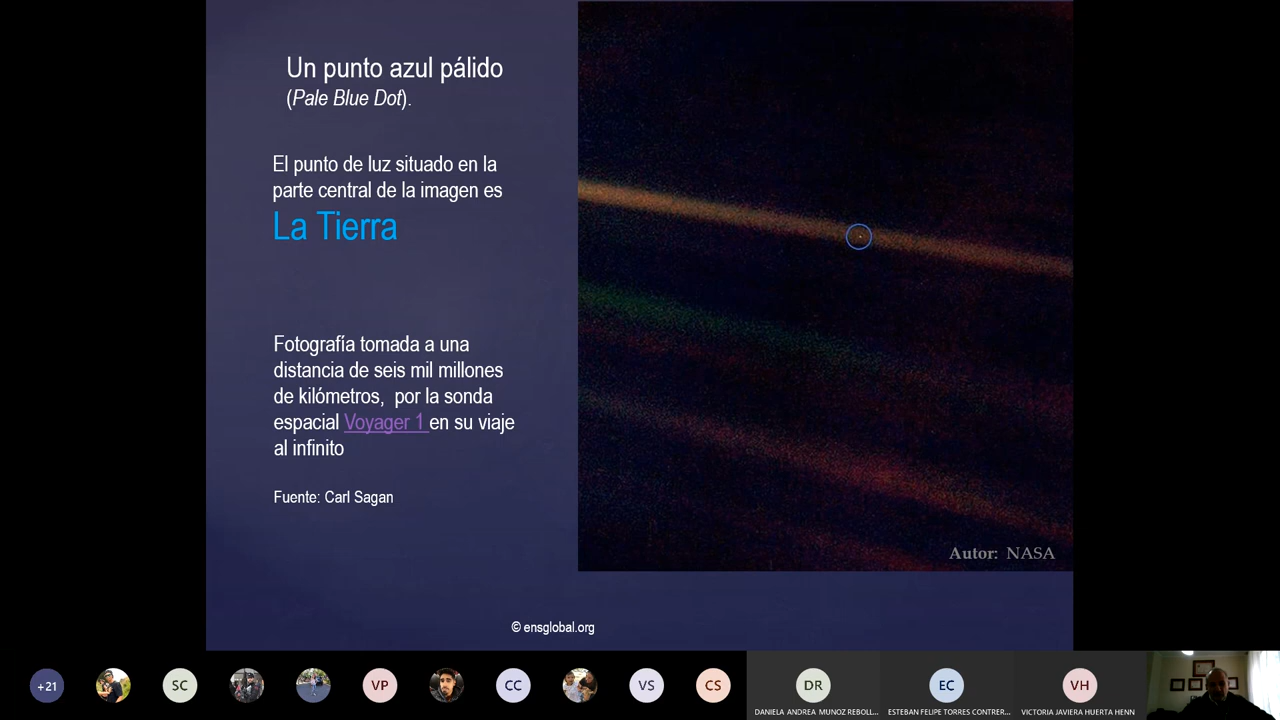 Un punto azul pálido
(Pale Blue Dot).
El punto de luz situado en la
parte central de la imagen es
La Tierra
Fotografía tomada a una
distancia de seis mil millones
de kilómetros, por la sonda
espacial Voyager 1 en su viaje
al infinito
Fuente: Carl Sagan
Autor: NASA
© ensglobal.org
+21
SC
VP
CC
VS
CS
DR
EC
VH
DANIELA ANDREA MUNOZ REBOLL...
ESTEBAN FELIPE TORRES CONTRER...
VICTORIA JAVIERA HUERTA HENN